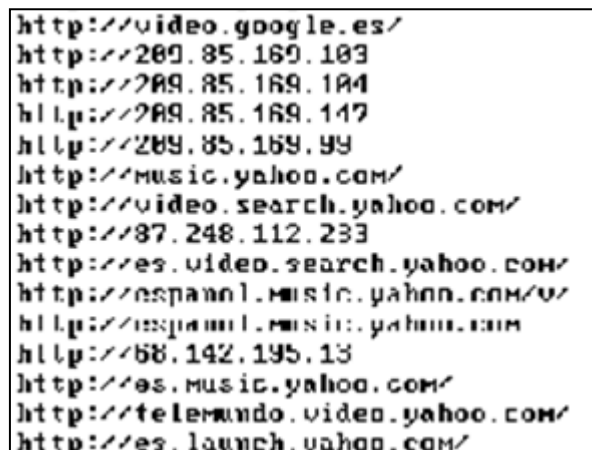 http://video.google.es/
http://209.85.169.103
http://209.85.169.104
http://209.85.169.147
http://209.85.169.99
http://music.yahoo.com/
http://video.search.yahoo.com/
http://87.248.112.233
http://es.video.search.yahoo.com/
http://espanol.music.yahoo.com/v/
http://espanol.music.yahoo.com
http://68.142.195.13
http://es.music.yahoo.com/
http://telemundo.video.yahoo.com/
http://es.launch.yahoo.com/